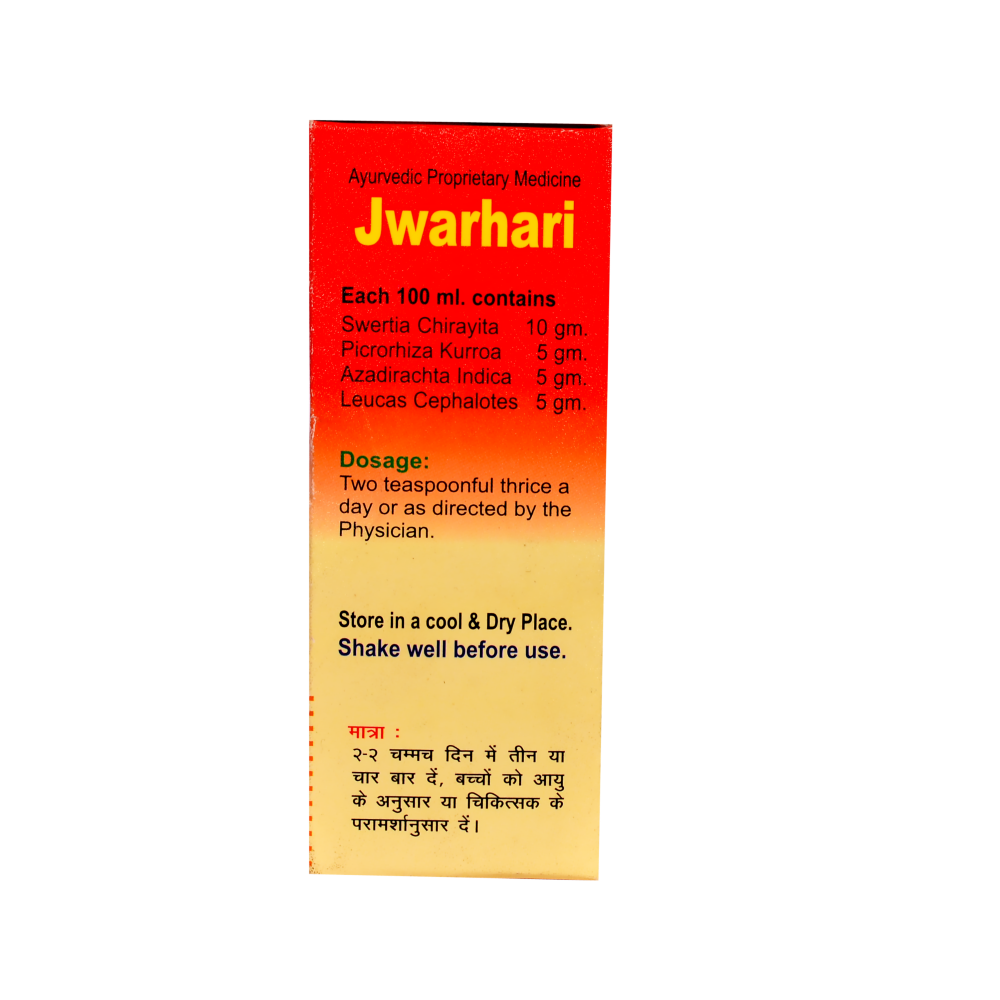 Ayurvedic Proprietary Medicine
Jwarhari
Each 100 ml. contains
Swertia Chirayita 10 gm.
Picrorhiza Kurroa 5 gm.
Azadirachta Indica 5 gm.
Leucas Cephalotes 5 gm.
Dosage:
Two teaspoonful thrice a
day or as directed by the
Physician.
Store in a cool & Dry Place.
Shake well before use.
मात्रा :
२-२ चम्मच दिन में तीन या
चार बार दें, बच्चों को आयु
के अनुसार या चिकित्सक के
परामर्शानुसार दें।